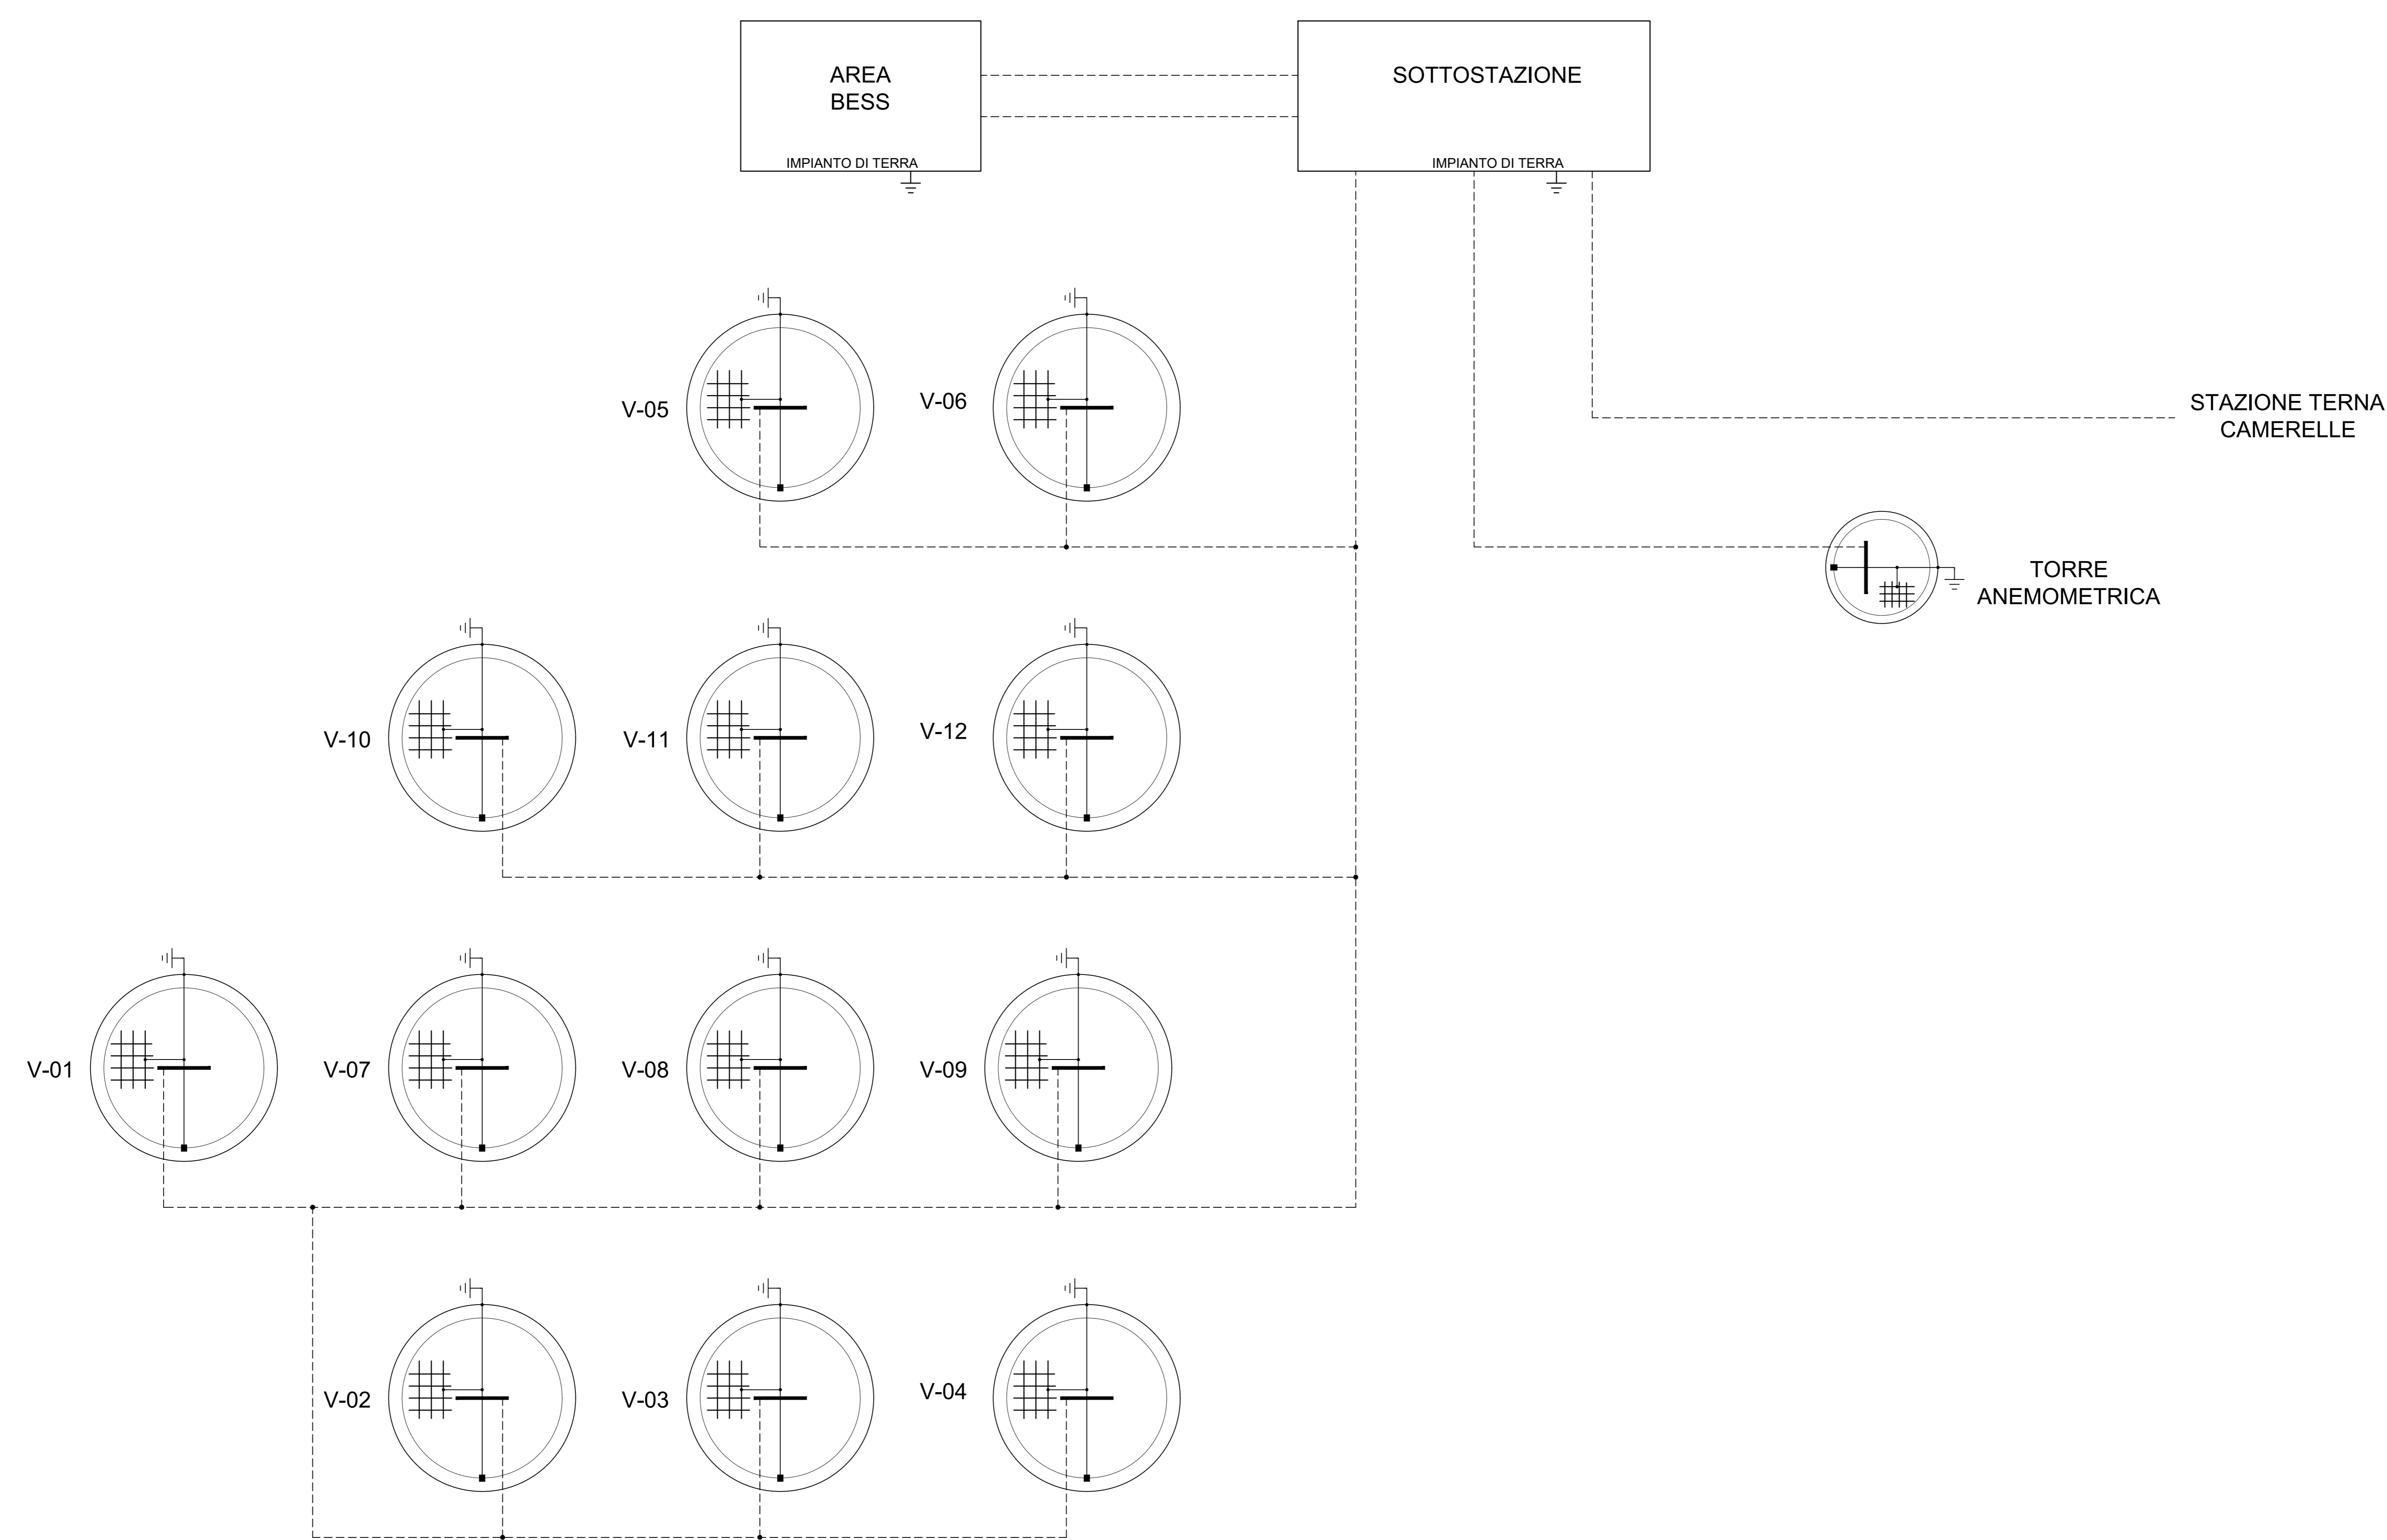 AREA
BESS
IMPIANTO DI TERRA
SOTTOSTAZIONE
IMPIANTO DI TERRA
V-05
V-06
STAZIONE TERNA
CAMERELLE
TORRE
ANEMOMETRICA
V-10
V-11
V-12
V-01
V-07
V-08
V-09
V-02
V-03
V-04